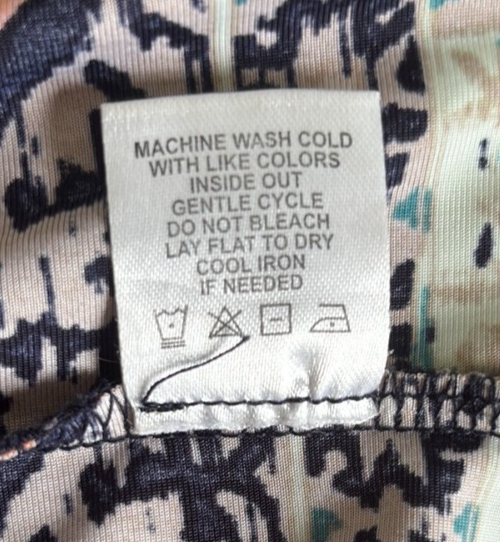 MACHINE WASH COLD
WITH LIKE COLORS
INSIDE OUT
GENTLE CYCLE
DO NOT BLEACH
LAY FLAT TO DRY
COOL IRON
IF NEEDED